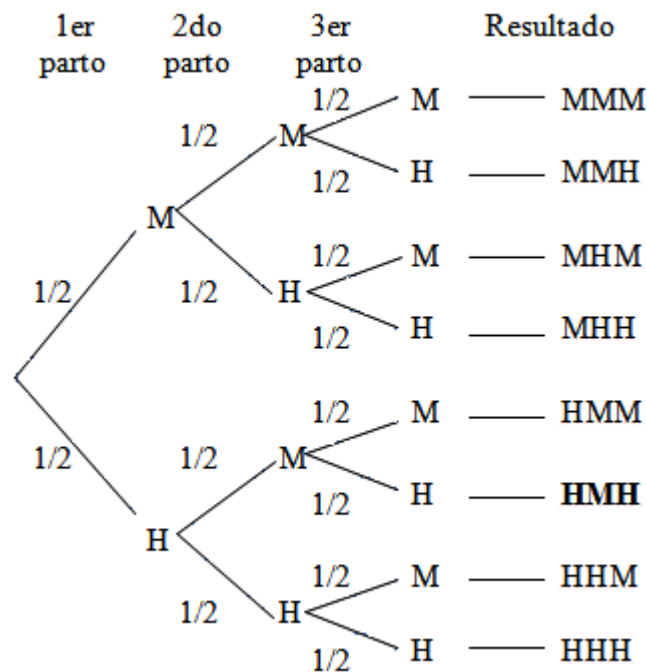 1er 2do 3er Resultado
parto parto parto
1/2 M MMM
1/2 M
1/2 H MMH
M
1/2 M MHM
1/2 1/2 H
1/2 H MHH
1/2 M HMM
1/2 1/2 M
1/2 H HMH
H
1/2 M HHM
1/2 H
1/2 H HHH